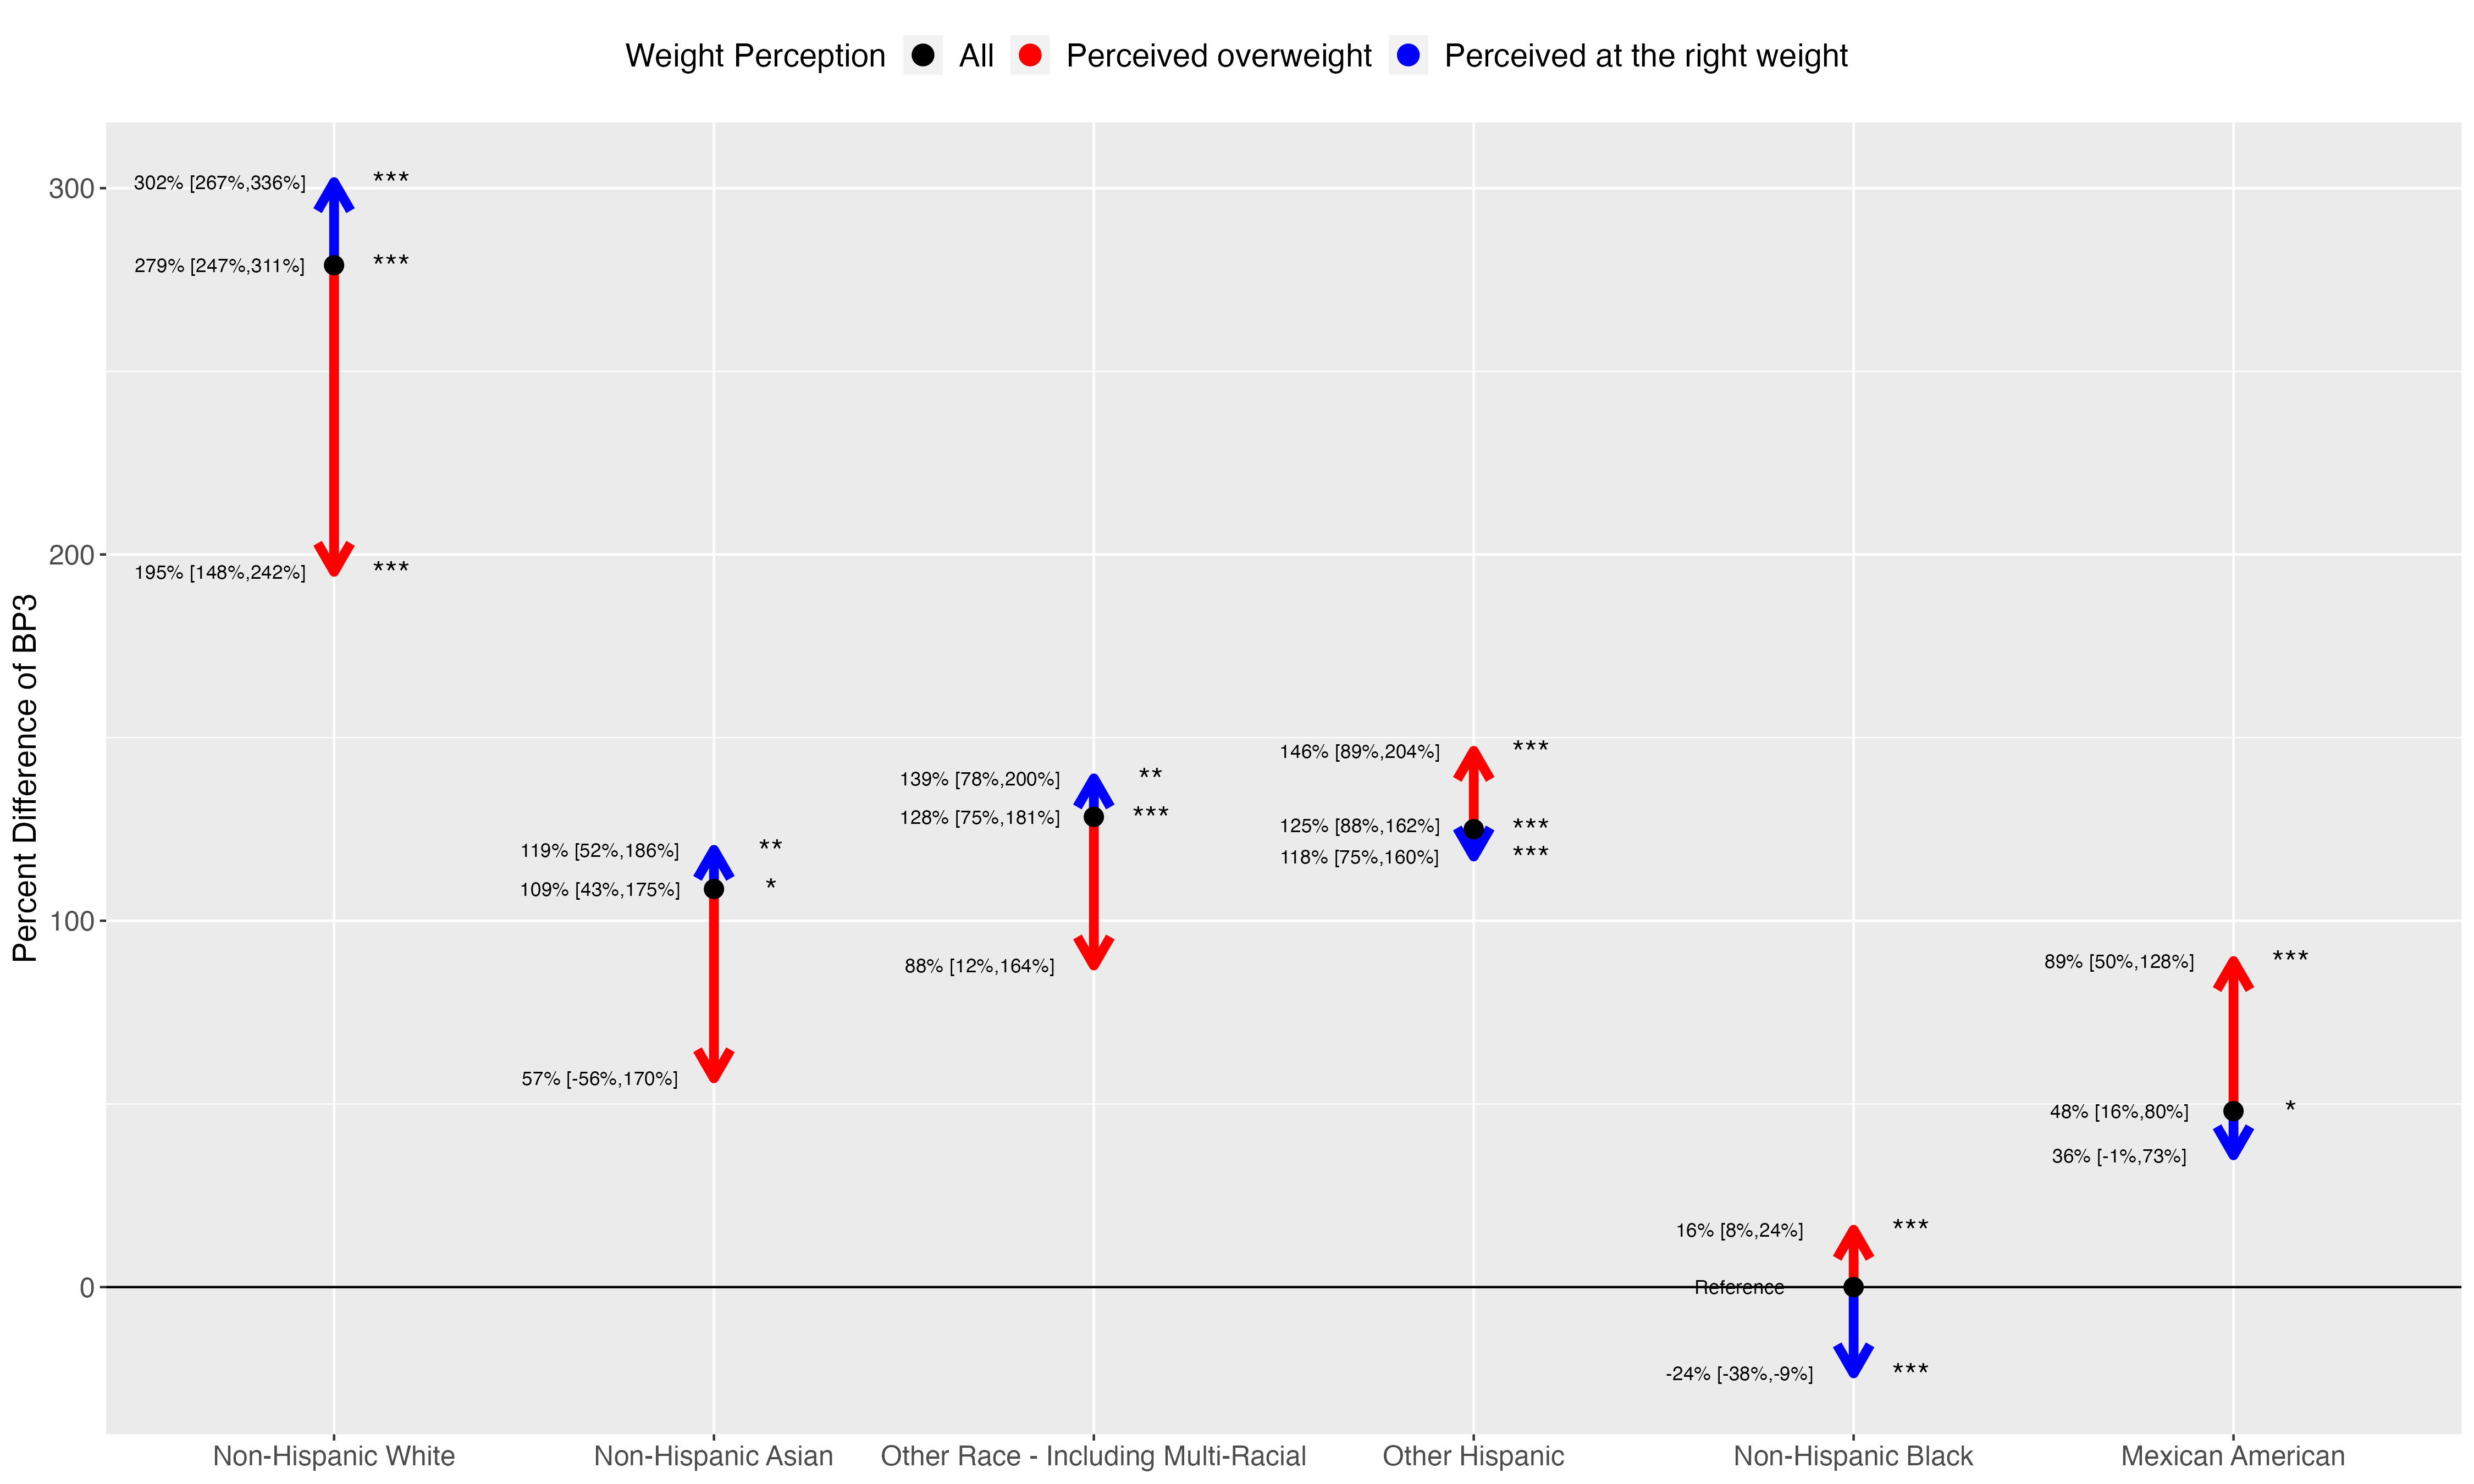 Weight Perception All Perceived overweight Perceived at the right weight
Percent Difference of BP3
300
200
100
0
302% [267%,336%] ***
279% [247%,311%] ***
195% [148%,242%] ***
119% [52%,186%] **
109% [43%,175%] *
57% [-56%,170%]
139% [78%,200%] **
128% [75%,181%] ***
88% [12%,164%]
146% [89%,204%] ***
125% [88%,162%] ***
118% [75%,160%] ***
16% [8%,24%] ***
Reference
-24% [-38%,-9%] ***
89% [50%,128%] ***
48% [16%,80%] *
36% [-1%,73%]
Non-Hispanic White
Non-Hispanic Asian
Other Race - Including Multi-Racial
Other Hispanic
Non-Hispanic Black
Mexican American